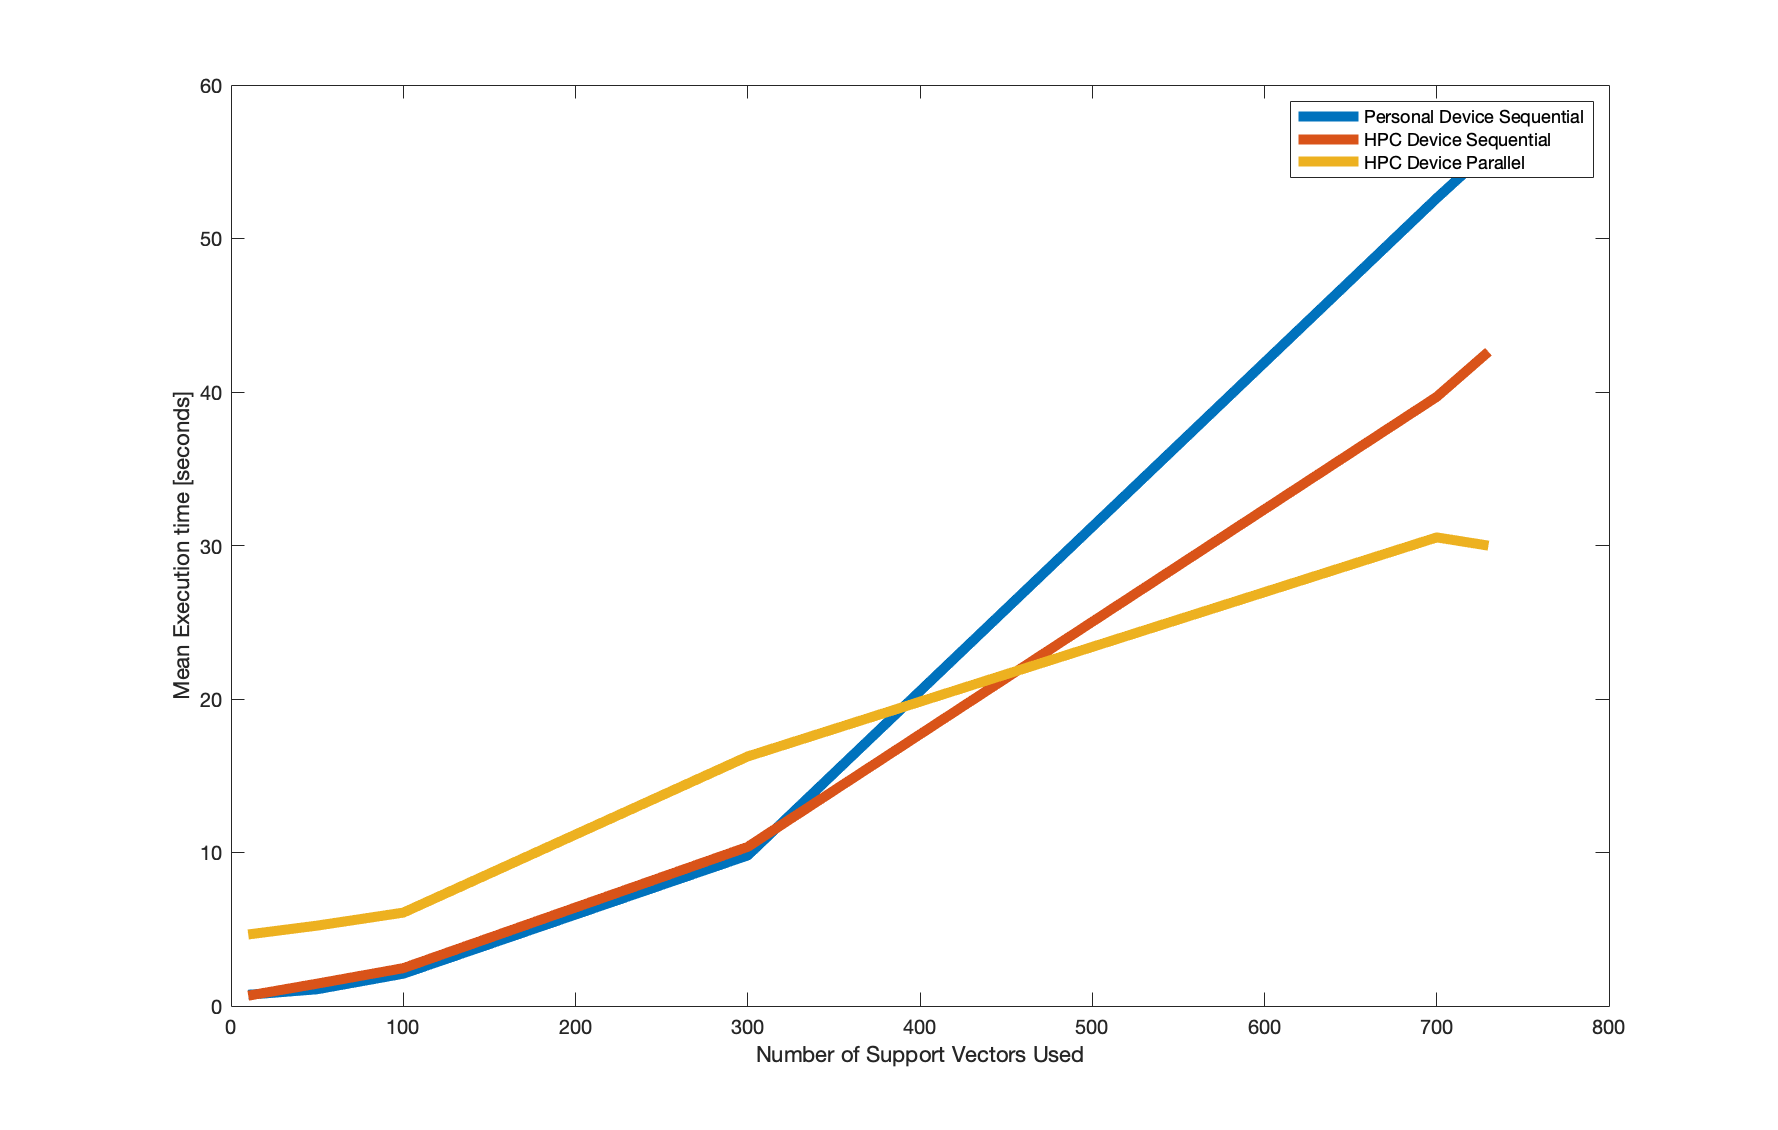 60
50
40
30
20
10
0
Mean Execution time [seconds]
Personal Device Sequential
HPC Device Sequential
HPC Device Parallel
0 100 200 300 400 500 600 700 800
Number of Support Vectors Used